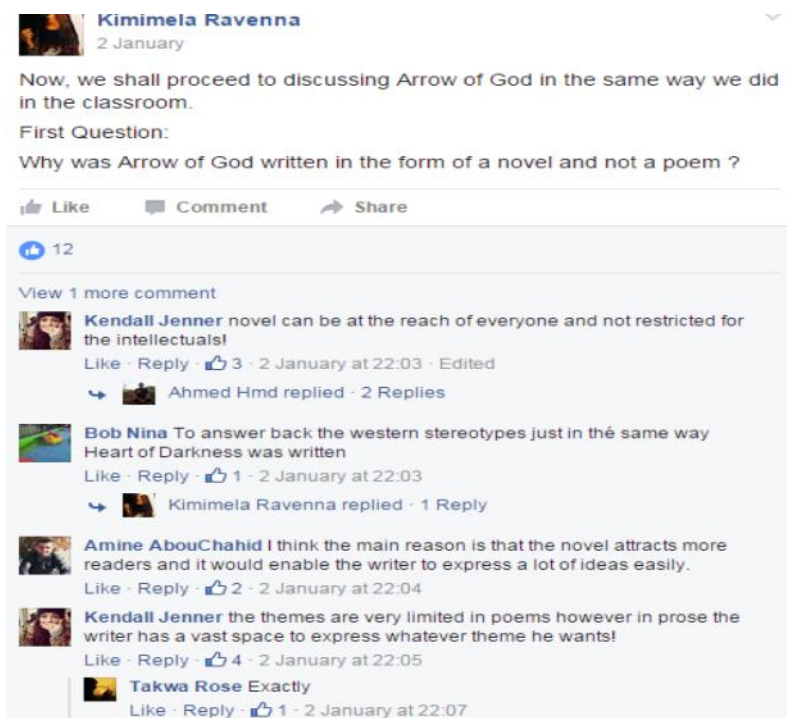 Kimimela Ravenna
2 January
Now, we shall proceed to discussing Arrow of God in the same way we did
in the classroom.
First Question:
Why was Arrow of God written in the form of a novel and not a poem ?
Like Comment Share
12
View 1 more comment
Kendall Jenner novel can be at the reach of everyone and not restricted for
the intellectuals!
Like · Reply · 3 · 2 January at 22:03 · Edited
Ahmed Hmd replied · 2 Replies
Bob Nina To answer back the western stereotypes just in thé same way
Heart of Darkness was written
Like · Reply · 1 · 2 January at 22:03
Kimimela Ravenna replied · 1 Reply
Amine AbouChahid I think the main reason is that the novel attracts more
readers and it would enable the writer to express a lot of ideas easily.
Like · Reply · 2 · 2 January at 22:04
Kendall Jenner the themes are very limited in poems however in prose the
writer has a vast space to express whatever theme he wants!
Like · Reply · 4 · 2 January at 22:05
Takwa Rose Exactly
Like · Reply · 1 · 2 January at 22:07